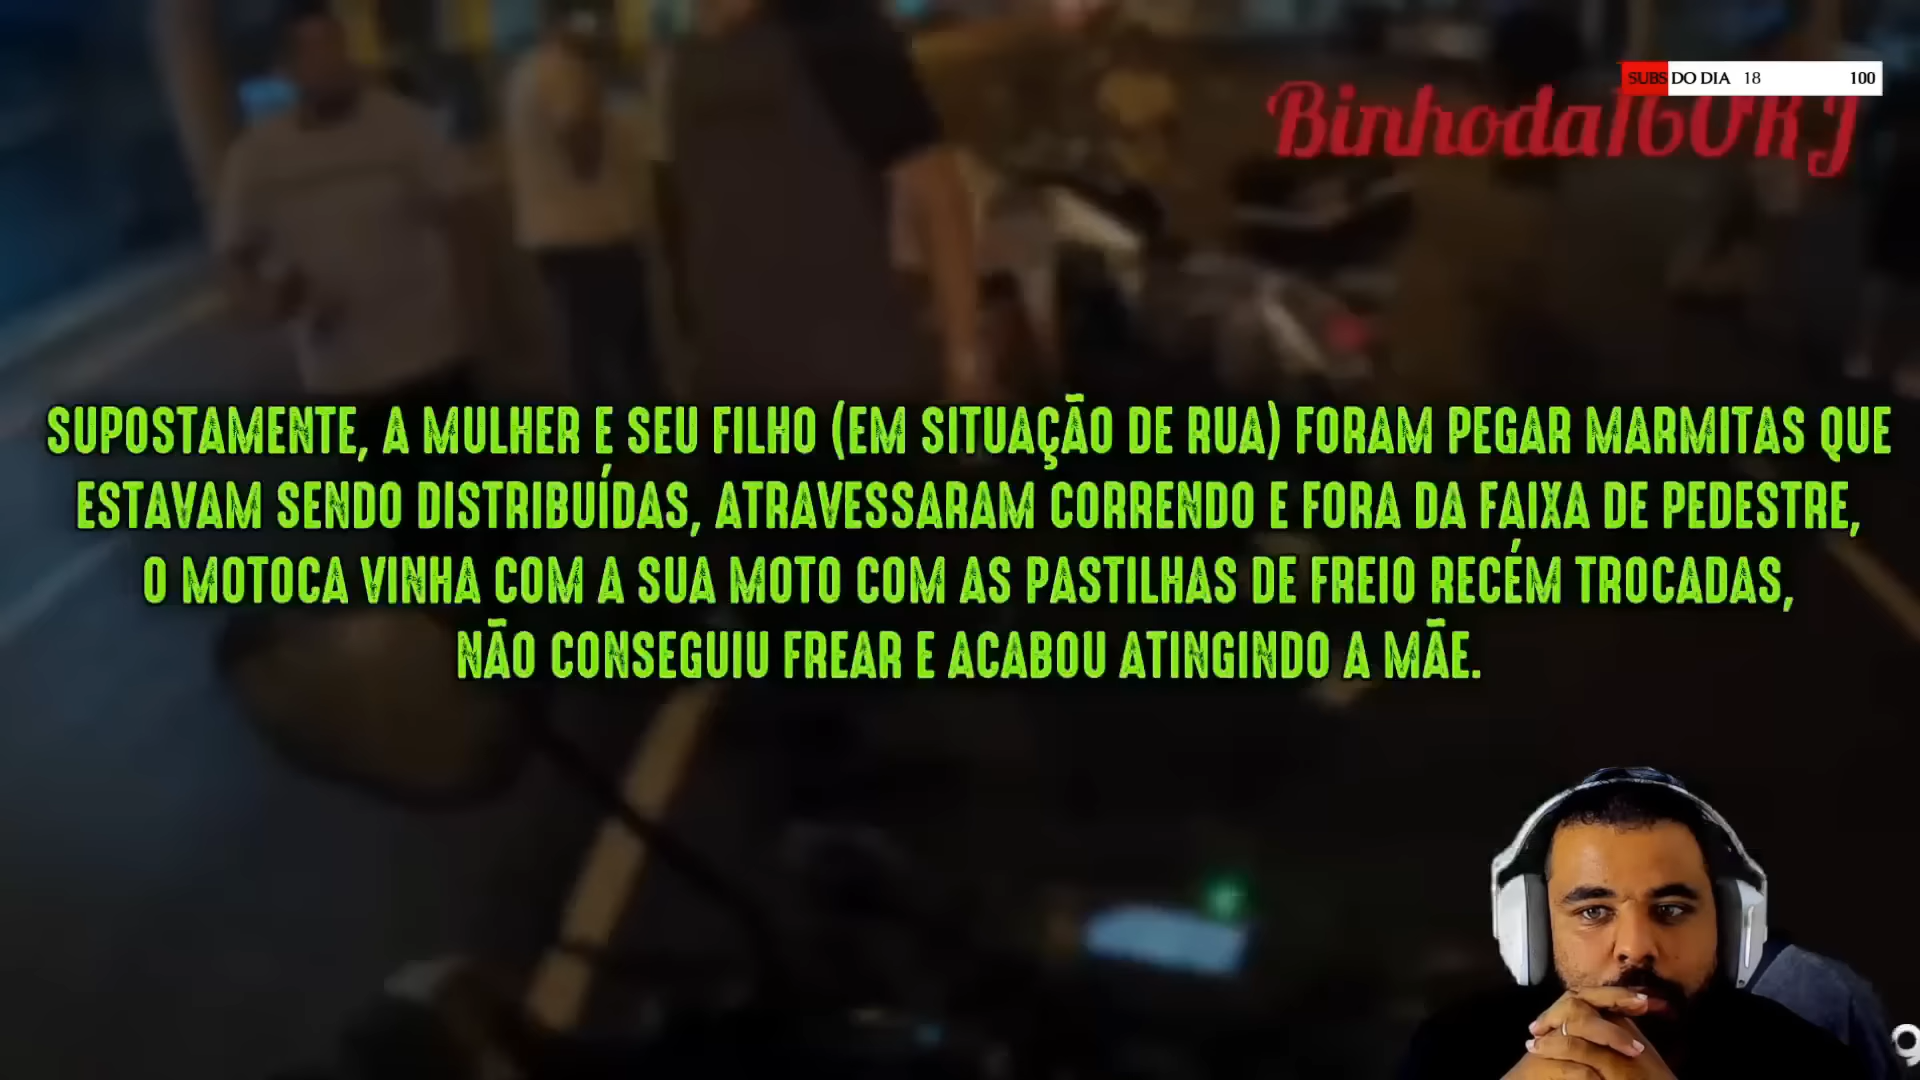 SUBS DO DIA 18 100
Binhoda160RJ
SUPOSTAMENTE, A MULHER E SEU FILHO (EM SITUAÇÃO DE RUA) FORAM PEGAR MARMITAS QUE
ESTAVAM SENDO DISTRIBUÍDAS, ATRAVESSARAM CORRENDO E FORA DA FAIXA DE PEDESTRE,
O MOTOCA VINHA COM A SUA MOTO COM AS PASTILHAS DE FREIO RECÉM TROCADAS,
NÃO CONSEGUIU FREAR E ACABOU ATINGINDO A MÃE.
9